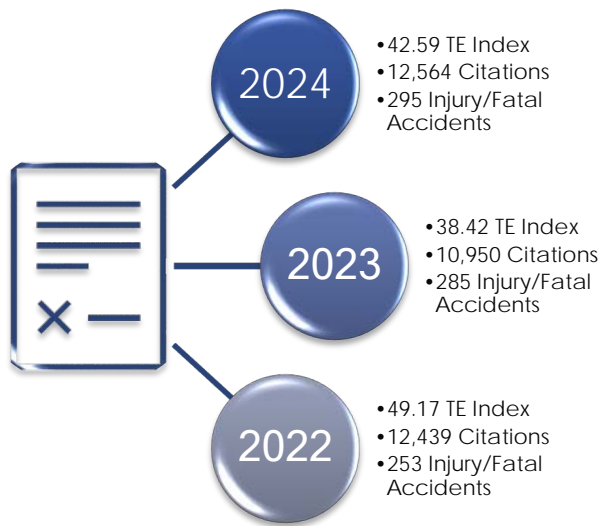 2024
•42.59 TE Index
•12,564 Citations
•295 Injury/Fatal
Accidents
2023
•38.42 TE Index
•10,950 Citations
•285 Injury/Fatal
Accidents
2022
•49.17 TE Index
•12,439 Citations
•253 Injury/Fatal
Accidents